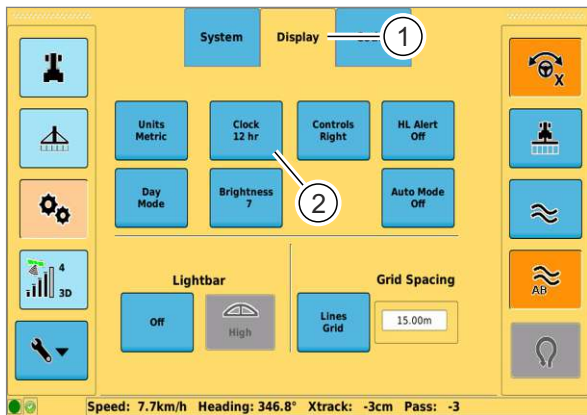 System
Display
1
Units
Metric
Clock
12 hr
Controls
Right
HL Alert
Off
2
Day
Mode
Brightness
7
Auto Mode
Off
X
4
3D
AB
Lightbar
Grid Spacing
Off
High
Lines
Grid
15.00m
Speed: 7.7km/h Heading: 346.8° Xtrack: -3cm Pass: -3